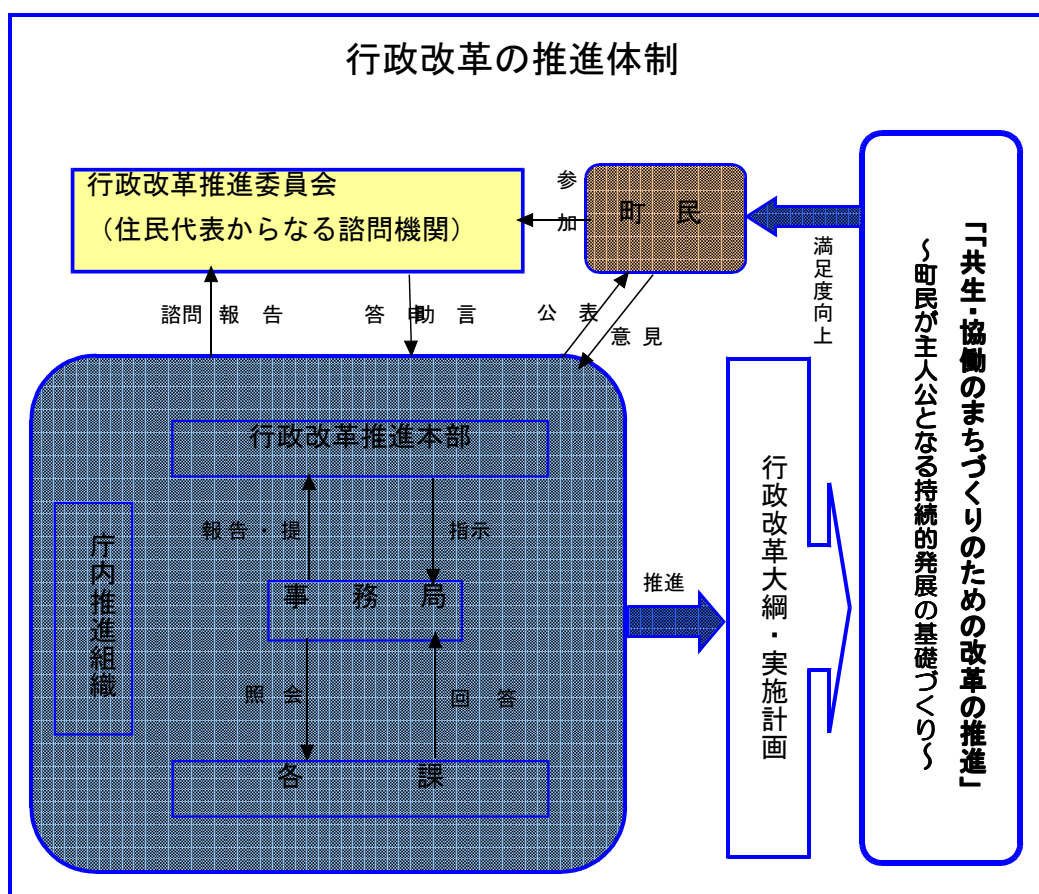 行政改革の推進体制
行政改革推進委員会
(住民代表からなる諮問機関)
参加
町民
満足度向上
諮問報告
答申助言
公表
意見
行政改革推進本部
報告・提
指示
庁内推進組織
事務局
照会
回答
各課
推進
行政改革大綱・実施計画
「「共生・協働のまちづくりのための改革の推進」
~町民が主人公となる持続的発展の基礎づくり~